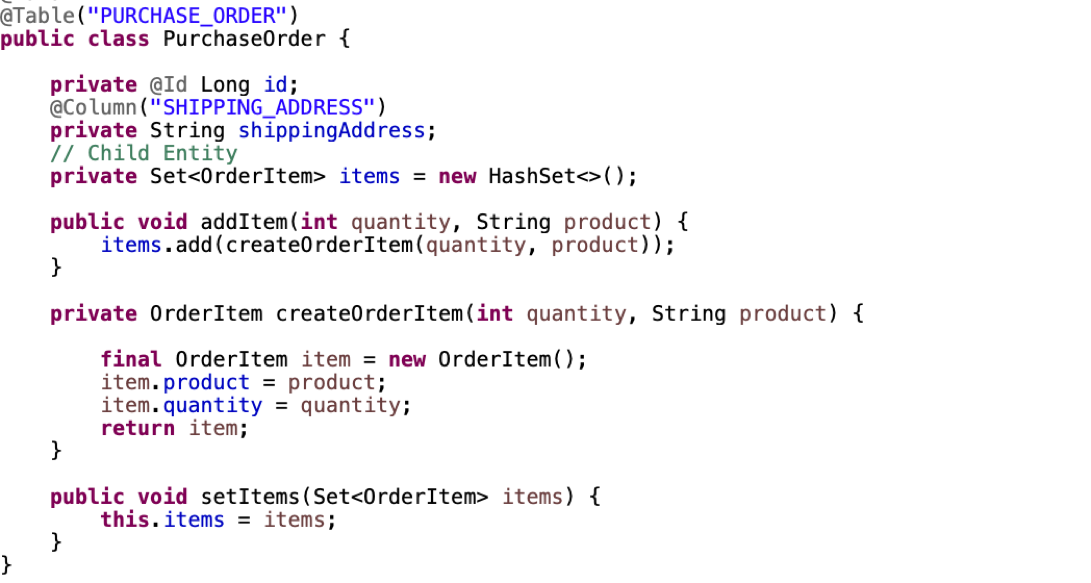 @Table("PURCHASE_ORDER")
public class PurchaseOrder {
private @Id Long id;
@Column("SHIPPING_ADDRESS")
private String shippingAddress;
// Child Entity
private Set<OrderItem> items = new HashSet<>();
public void addItem(int quantity, String product) {
items.add(createOrderItem(quantity, product));
}
private OrderItem createOrderItem(int quantity, String product) {
final OrderItem item = new OrderItem();
item.product = product;
item.quantity = quantity;
return item;
}
public void setItems(Set<OrderItem> items) {
this.items = items;
}
}